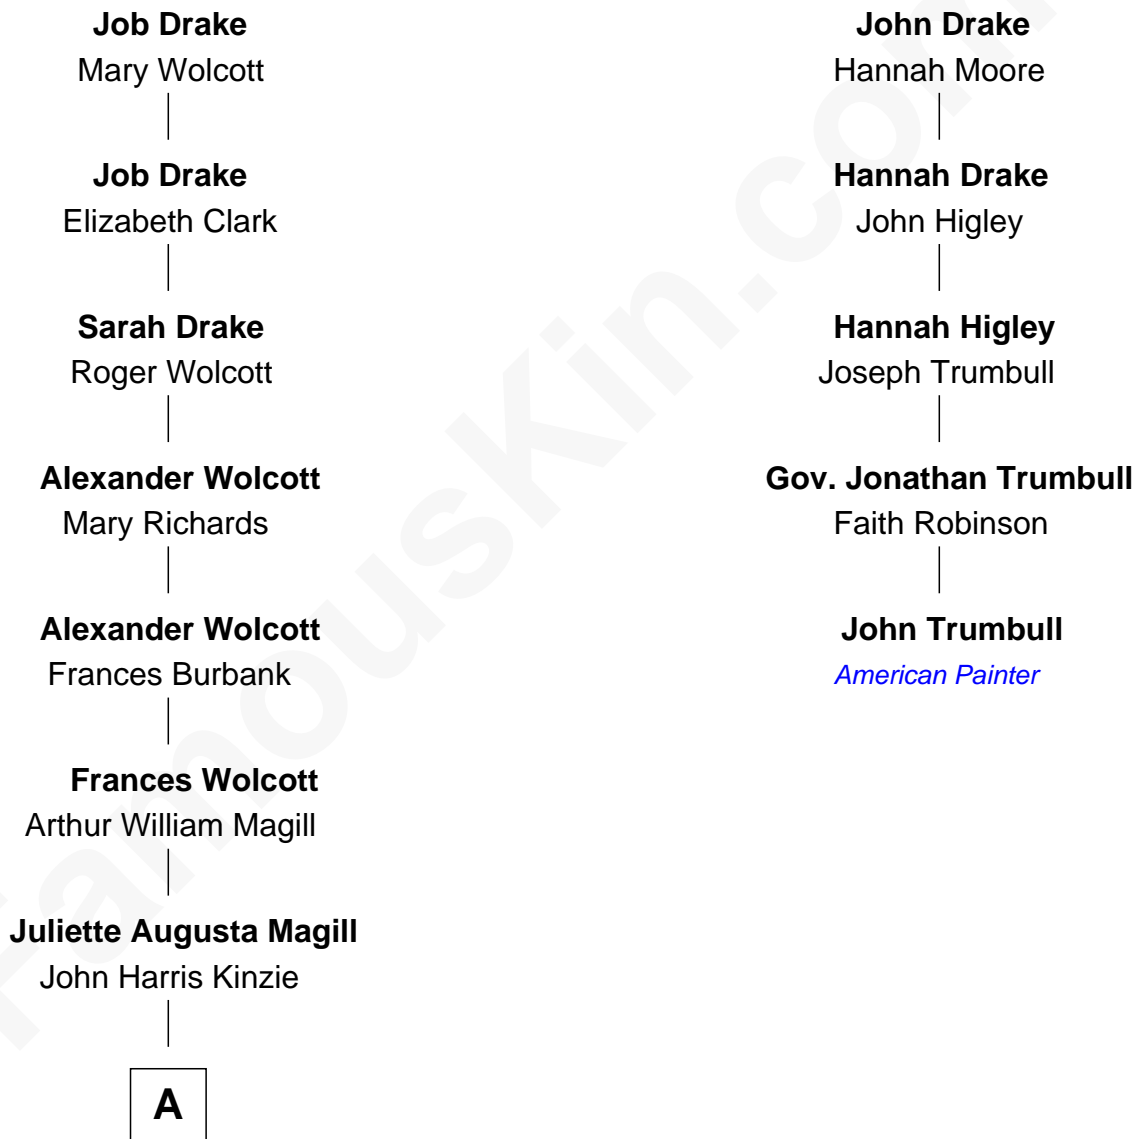 Job Drake
Mary Wolcott
Job Drake
Elizabeth Clark
Sarah Drake
Roger Wolcott
Alexander Wolcott
Mary Richards
Alexander Wolcott
Frances Burbank
Frances Wolcott
Arthur William Magill
Juliette Augusta Magill
John Harris Kinzie
A
John Drake
Hannah Moore
Hannah Drake
John Higley
Hannah Higley
Joseph Trumbull
Gov. Jonathan Trumbull
Faith Robinson
John Trumbull
American Painter
FamousKin.com